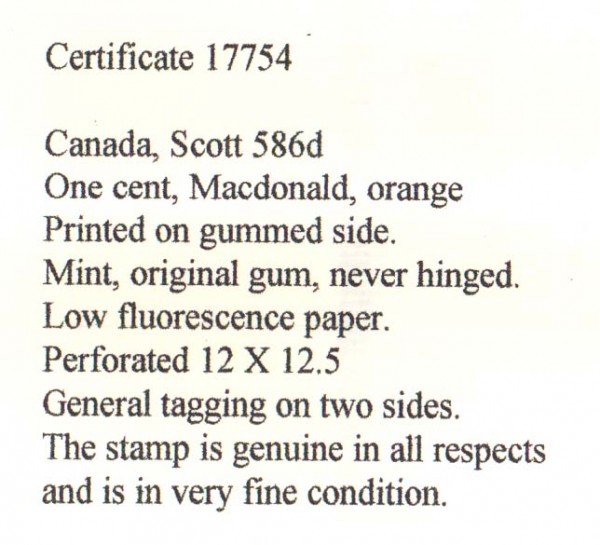 Certificate 17754
Canada, Scott 586d
One cent, Macdonald, orange
Printed on gummed side.
Mint, original gum, never hinged.
Low fluorescence paper.
Perforated 12 X 12.5
General tagging on two sides.
The stamp is genuine in all respects
and is in very fine condition.